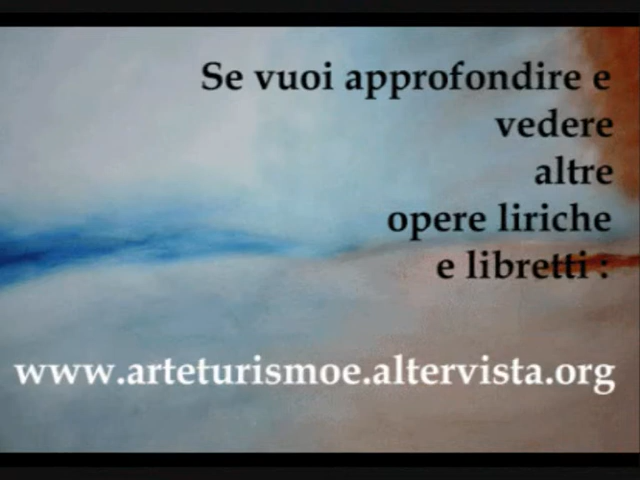 Se vuoi approfondire e
vedere
altre
opere liriche
e libretti :
www.arteturismoe.altervista.org